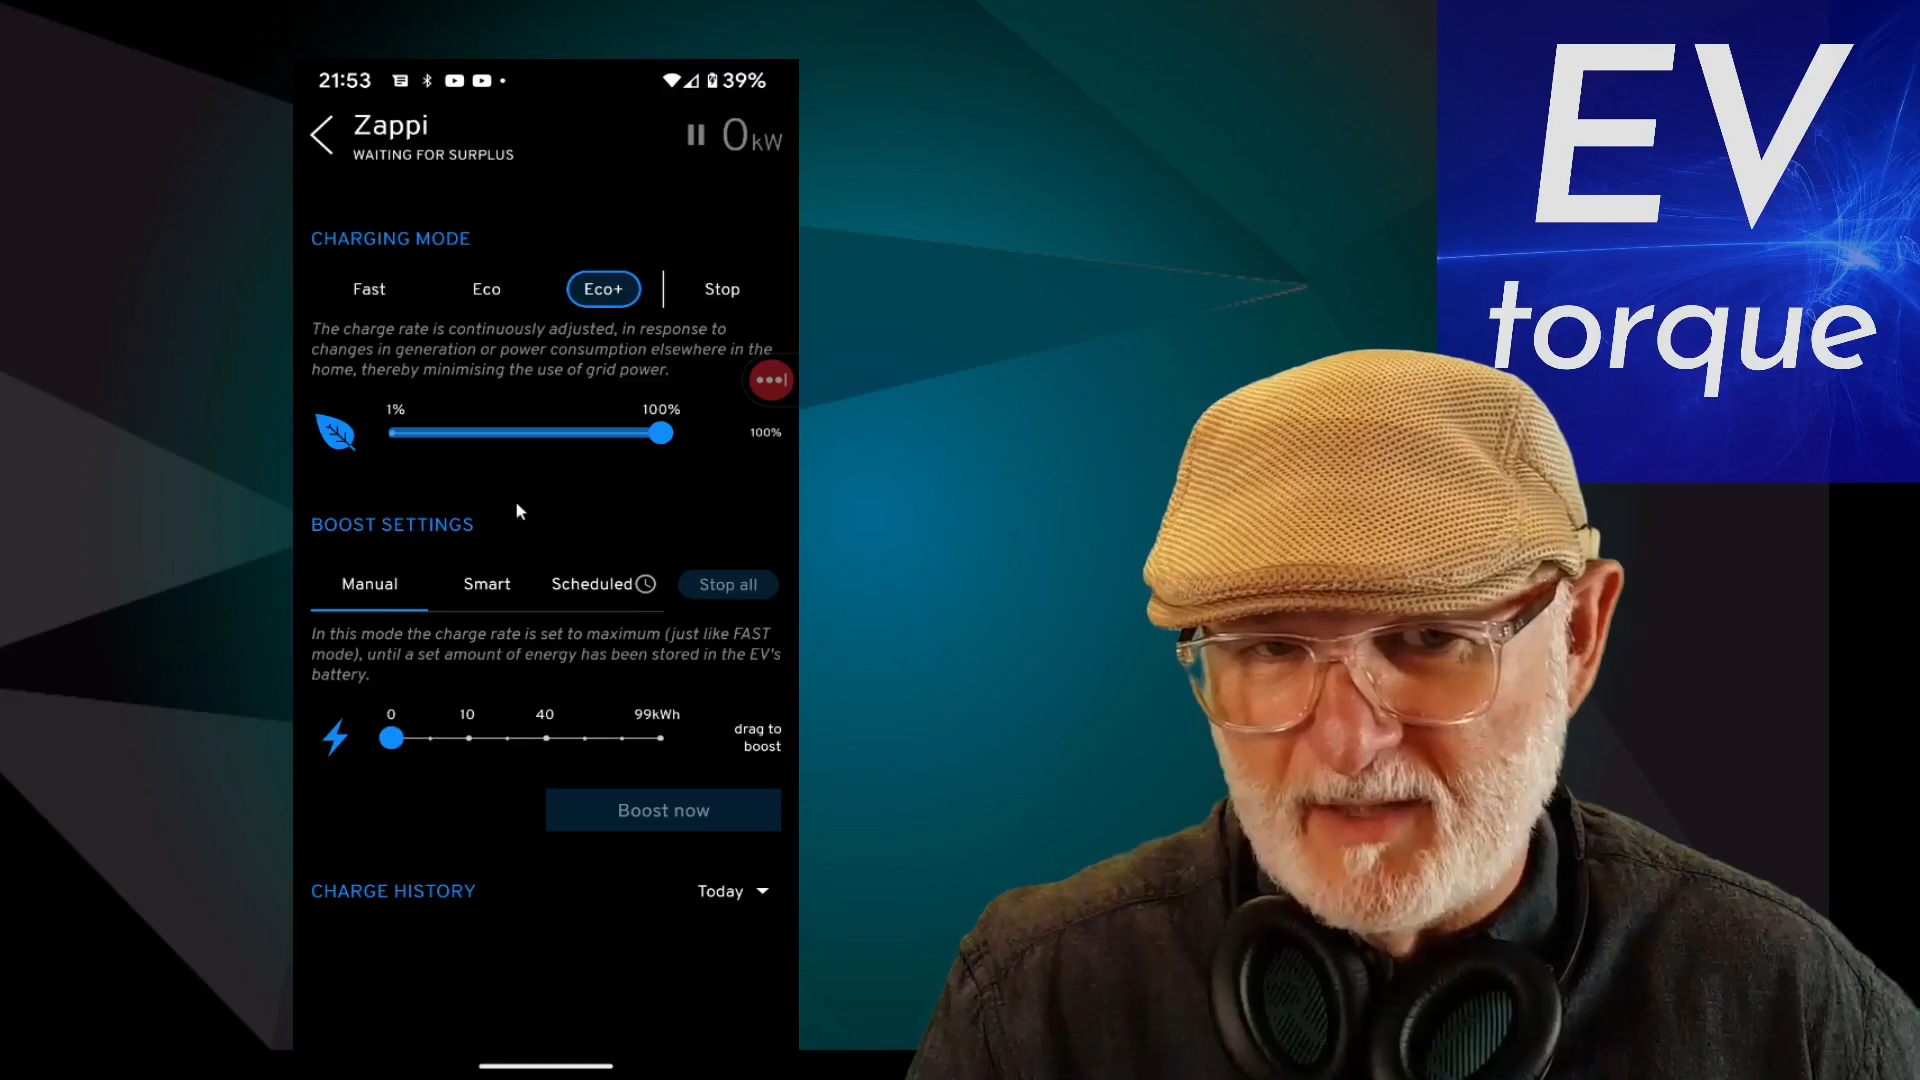 21:53
39%
Zappi
WAITING FOR SURPLUS
0kW
CHARGING MODE
Fast Eco Eco+ Stop
The charge rate is continuously adjusted, in response to
changes in generation or power consumption elsewhere in the
home, thereby minimising the use of grid power.
1% 100%
100%
BOOST SETTINGS
Manual Smart Scheduled Stop all
In this mode the charge rate is set to maximum (just like FAST
mode), until a set amount of energy has been stored in the EV's
battery.
0 10 40 99kWh
drag to
boost
Boost now
CHARGE HISTORY
Today
EV
torque